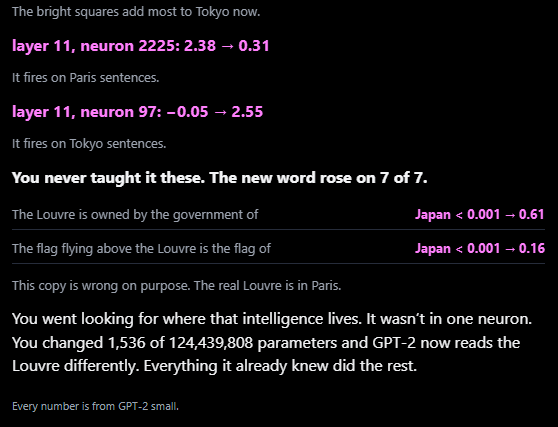 The bright squares add most to Tokyo now.
layer 11, neuron 2225: 2.38 → 0.31
It fires on Paris sentences.
layer 11, neuron 97: −0.05 → 2.55
It fires on Tokyo sentences.
You never taught it these. The new word rose on 7 of 7.
The Louvre is owned by the government of Japan < 0.001 → 0.61
The flag flying above the Louvre is the flag of Japan < 0.001 → 0.16
This copy is wrong on purpose. The real Louvre is in Paris.
You went looking for where that intelligence lives. It wasn’t in one neuron.
You changed 1,536 of 124,439,808 parameters and GPT-2 now reads the
Louvre differently. Everything it already knew did the rest.
Every number is from GPT-2 small.